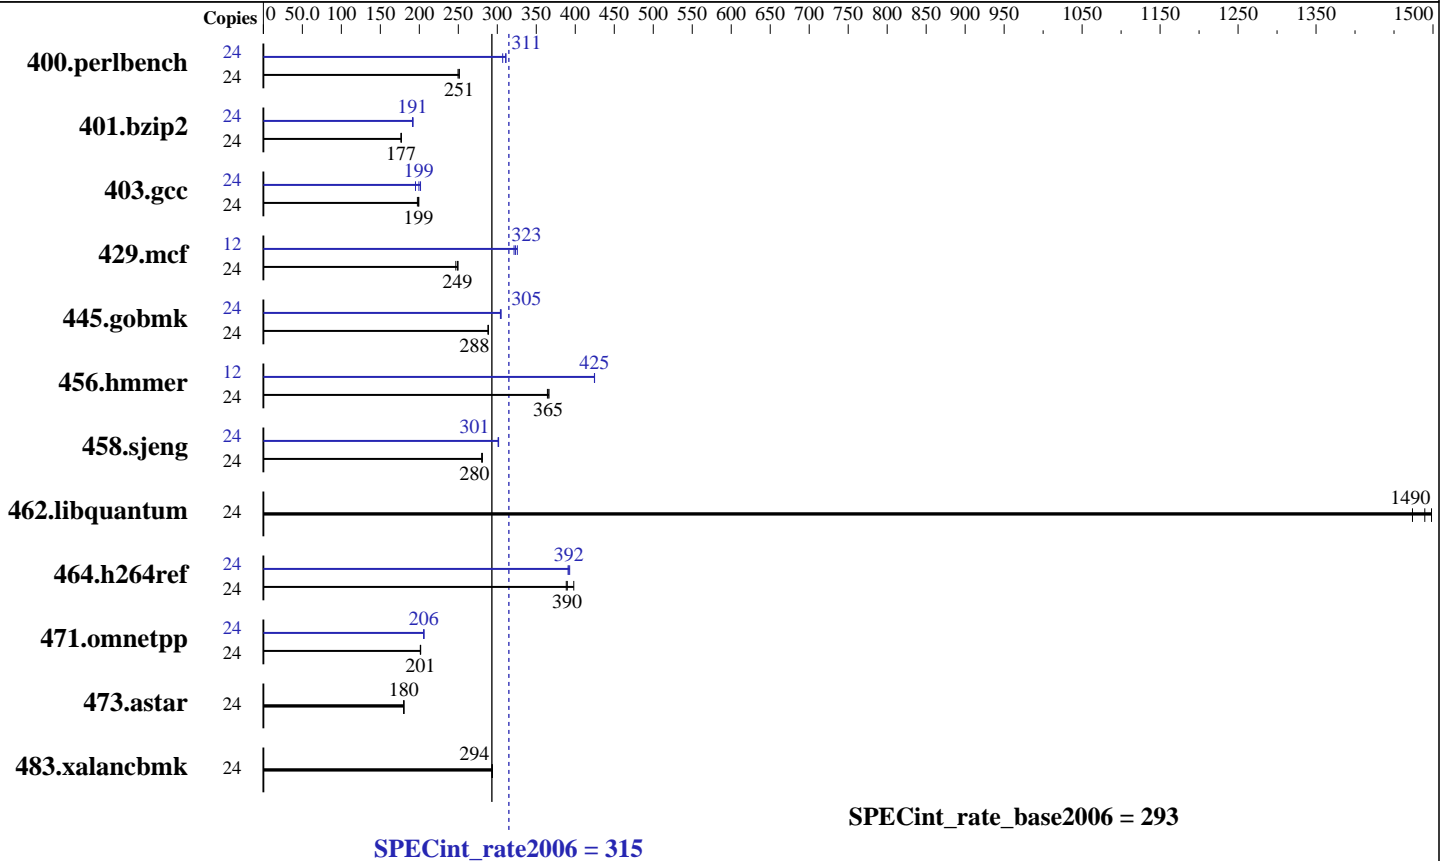 Copies 0 50.0 100 150 200 250 300 350 400 450 500 550 600 650 700 750 800 850 900 950 1050 1150 1250 1350 1500
400.perlbench 24 311
24 251
401.bzip2 24 191
24 177
403.gcc 24 199
24 199
429.mcf 12 323
24 249
445.gobmk 24 305
24 288
456.hmmer 12 425
24 365
458.sjeng 24 301
24 280
462.libquantum 24 1490
464.h264ref 24 392
24 390
471.omnetpp 24 206
24 201
473.astar 24 180
483.xalancbmk 24 294
SPECint_rate_base2006 = 293
SPECint_rate2006 = 315